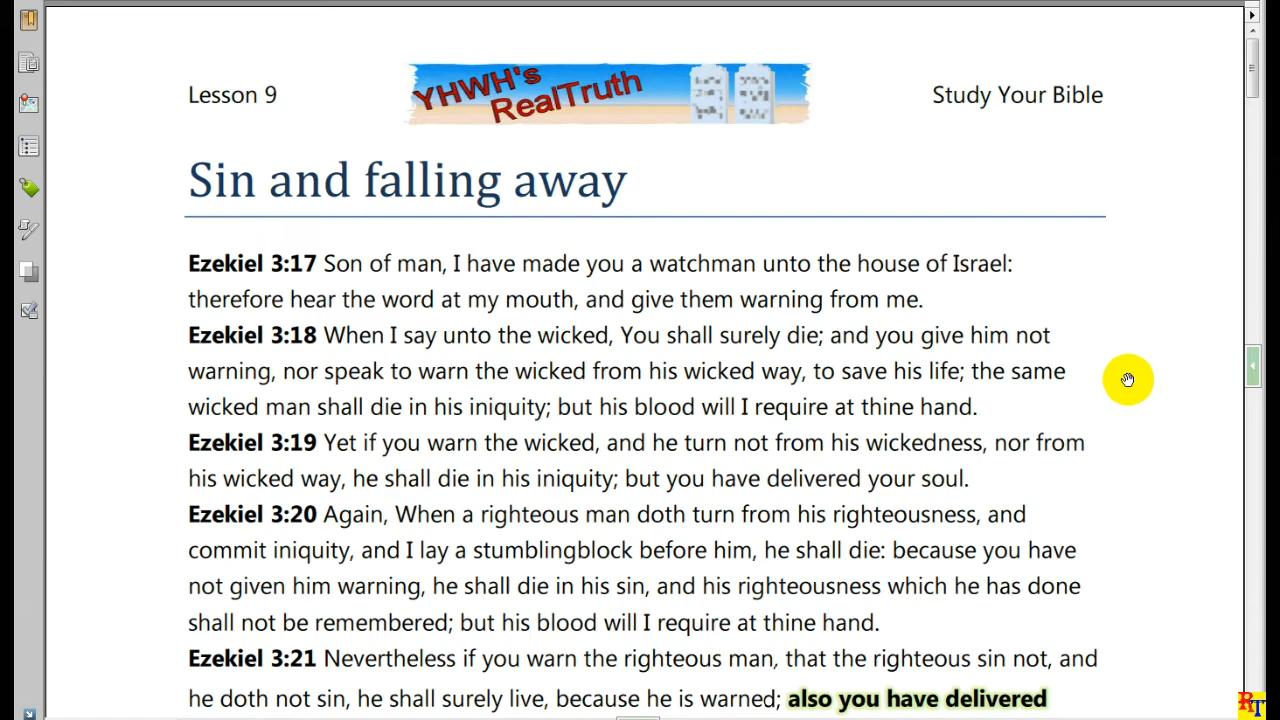 Lesson 9
YHWH's
RealTruth
Study Your Bible
Sin and falling away
Ezekiel 3:17 Son of man, I have made you a watchman unto the house of Israel:
therefore hear the word at my mouth, and give them warning from me.
Ezekiel 3:18 When I say unto the wicked, You shall surely die; and you give him not
warning, nor speak to warn the wicked from his wicked way, to save his life; the same
wicked man shall die in his iniquity; but his blood will I require at thine hand.
Ezekiel 3:19 Yet if you warn the wicked, and he turn not from his wickedness, nor from
his wicked way, he shall die in his iniquity; but you have delivered your soul.
Ezekiel 3:20 Again, When a righteous man doth turn from his righteousness, and
commit iniquity, and I lay a stumblingblock before him, he shall die: because you have
not given him warning, he shall die in his sin, and his righteousness which he has done
shall not be remembered; but his blood will I require at thine hand.
Ezekiel 3:21 Nevertheless if you warn the righteous man, that the righteous sin not, and
he doth not sin, he shall surely live, because he is warned; also you have delivered
RT